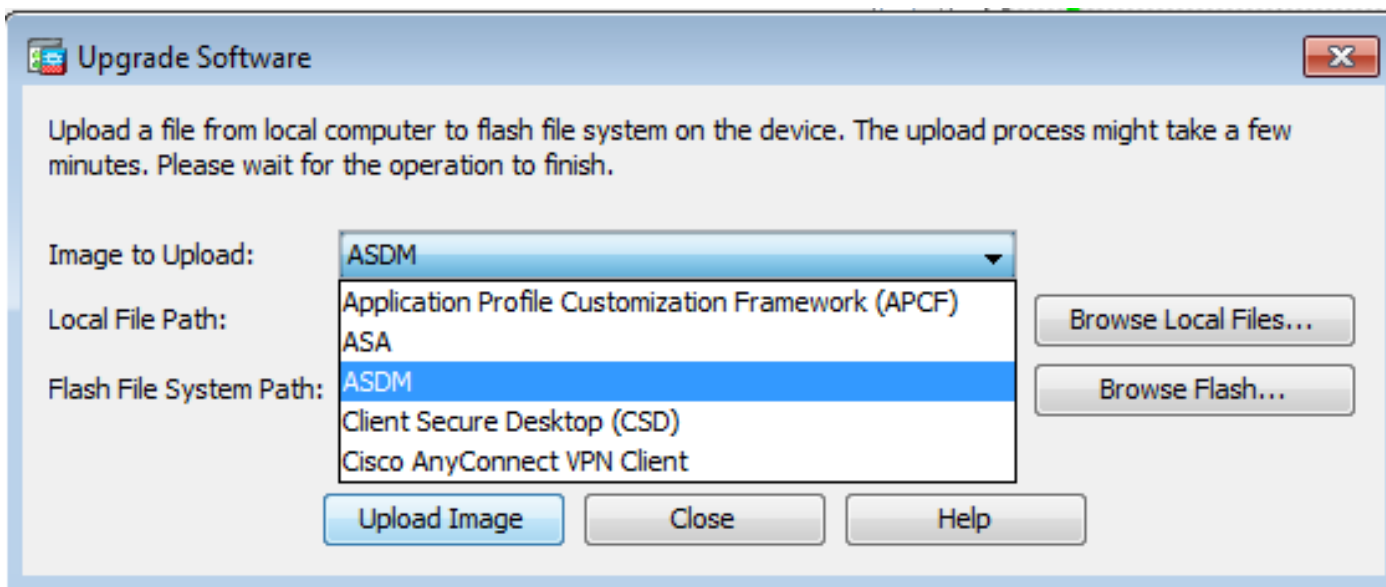 Upgrade Software
Upload a file from local computer to flash file system on the device. The upload process might take a few
minutes. Please wait for the operation to finish.
Image to Upload:
ASDM
Application Profile Customization Framework (APCF)
ASA
ASDM
Client Secure Desktop (CSD)
Cisco AnyConnect VPN Client
Local File Path:
Browse Local Files...
Flash File System Path:
Browse Flash...
Upload Image
Close
Help